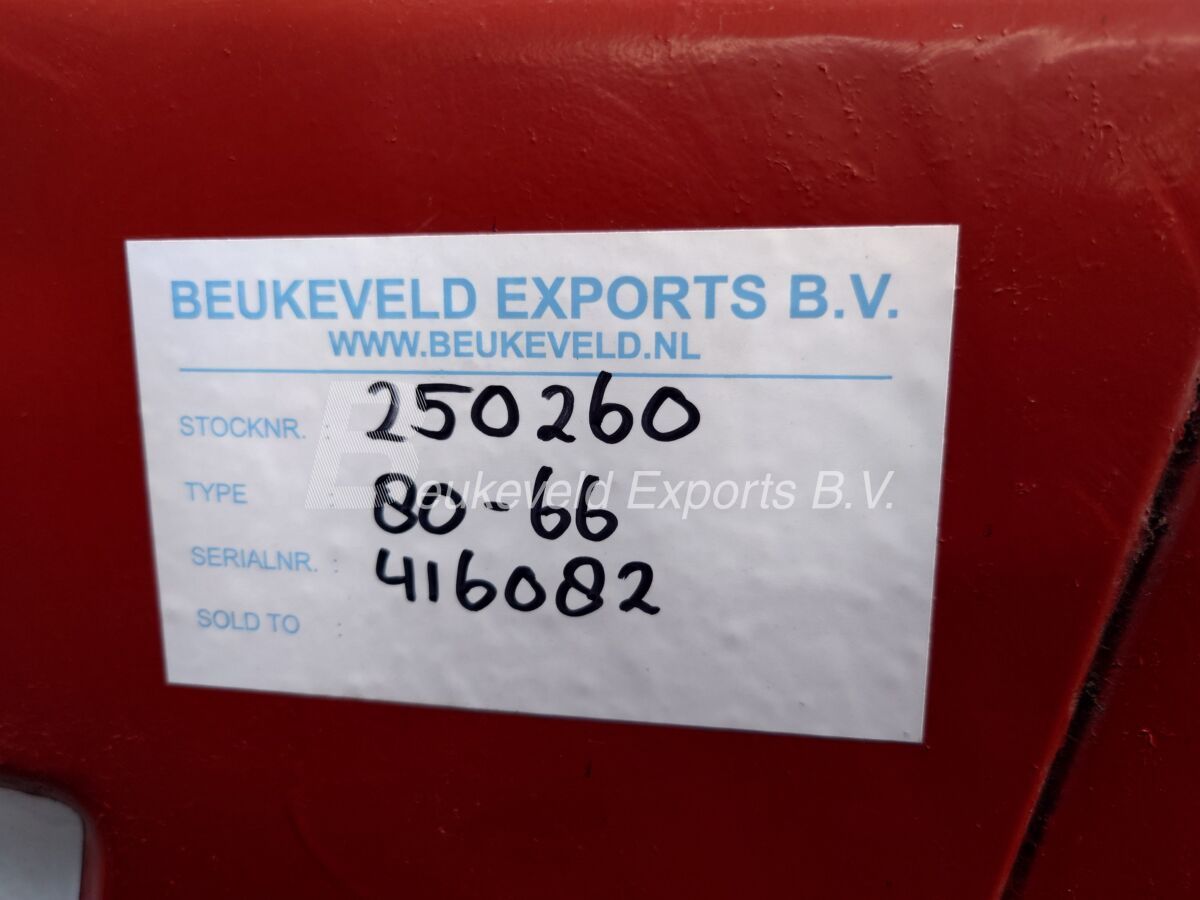 BEUKEVELD EXPORTS B.V.
WWW.BEUKEVELD.NL
STOCKNR. : 250260
TYPE : 80-66
SERIALNR. : 416082
SOLD TO :
Beukeveld Exports B.V.